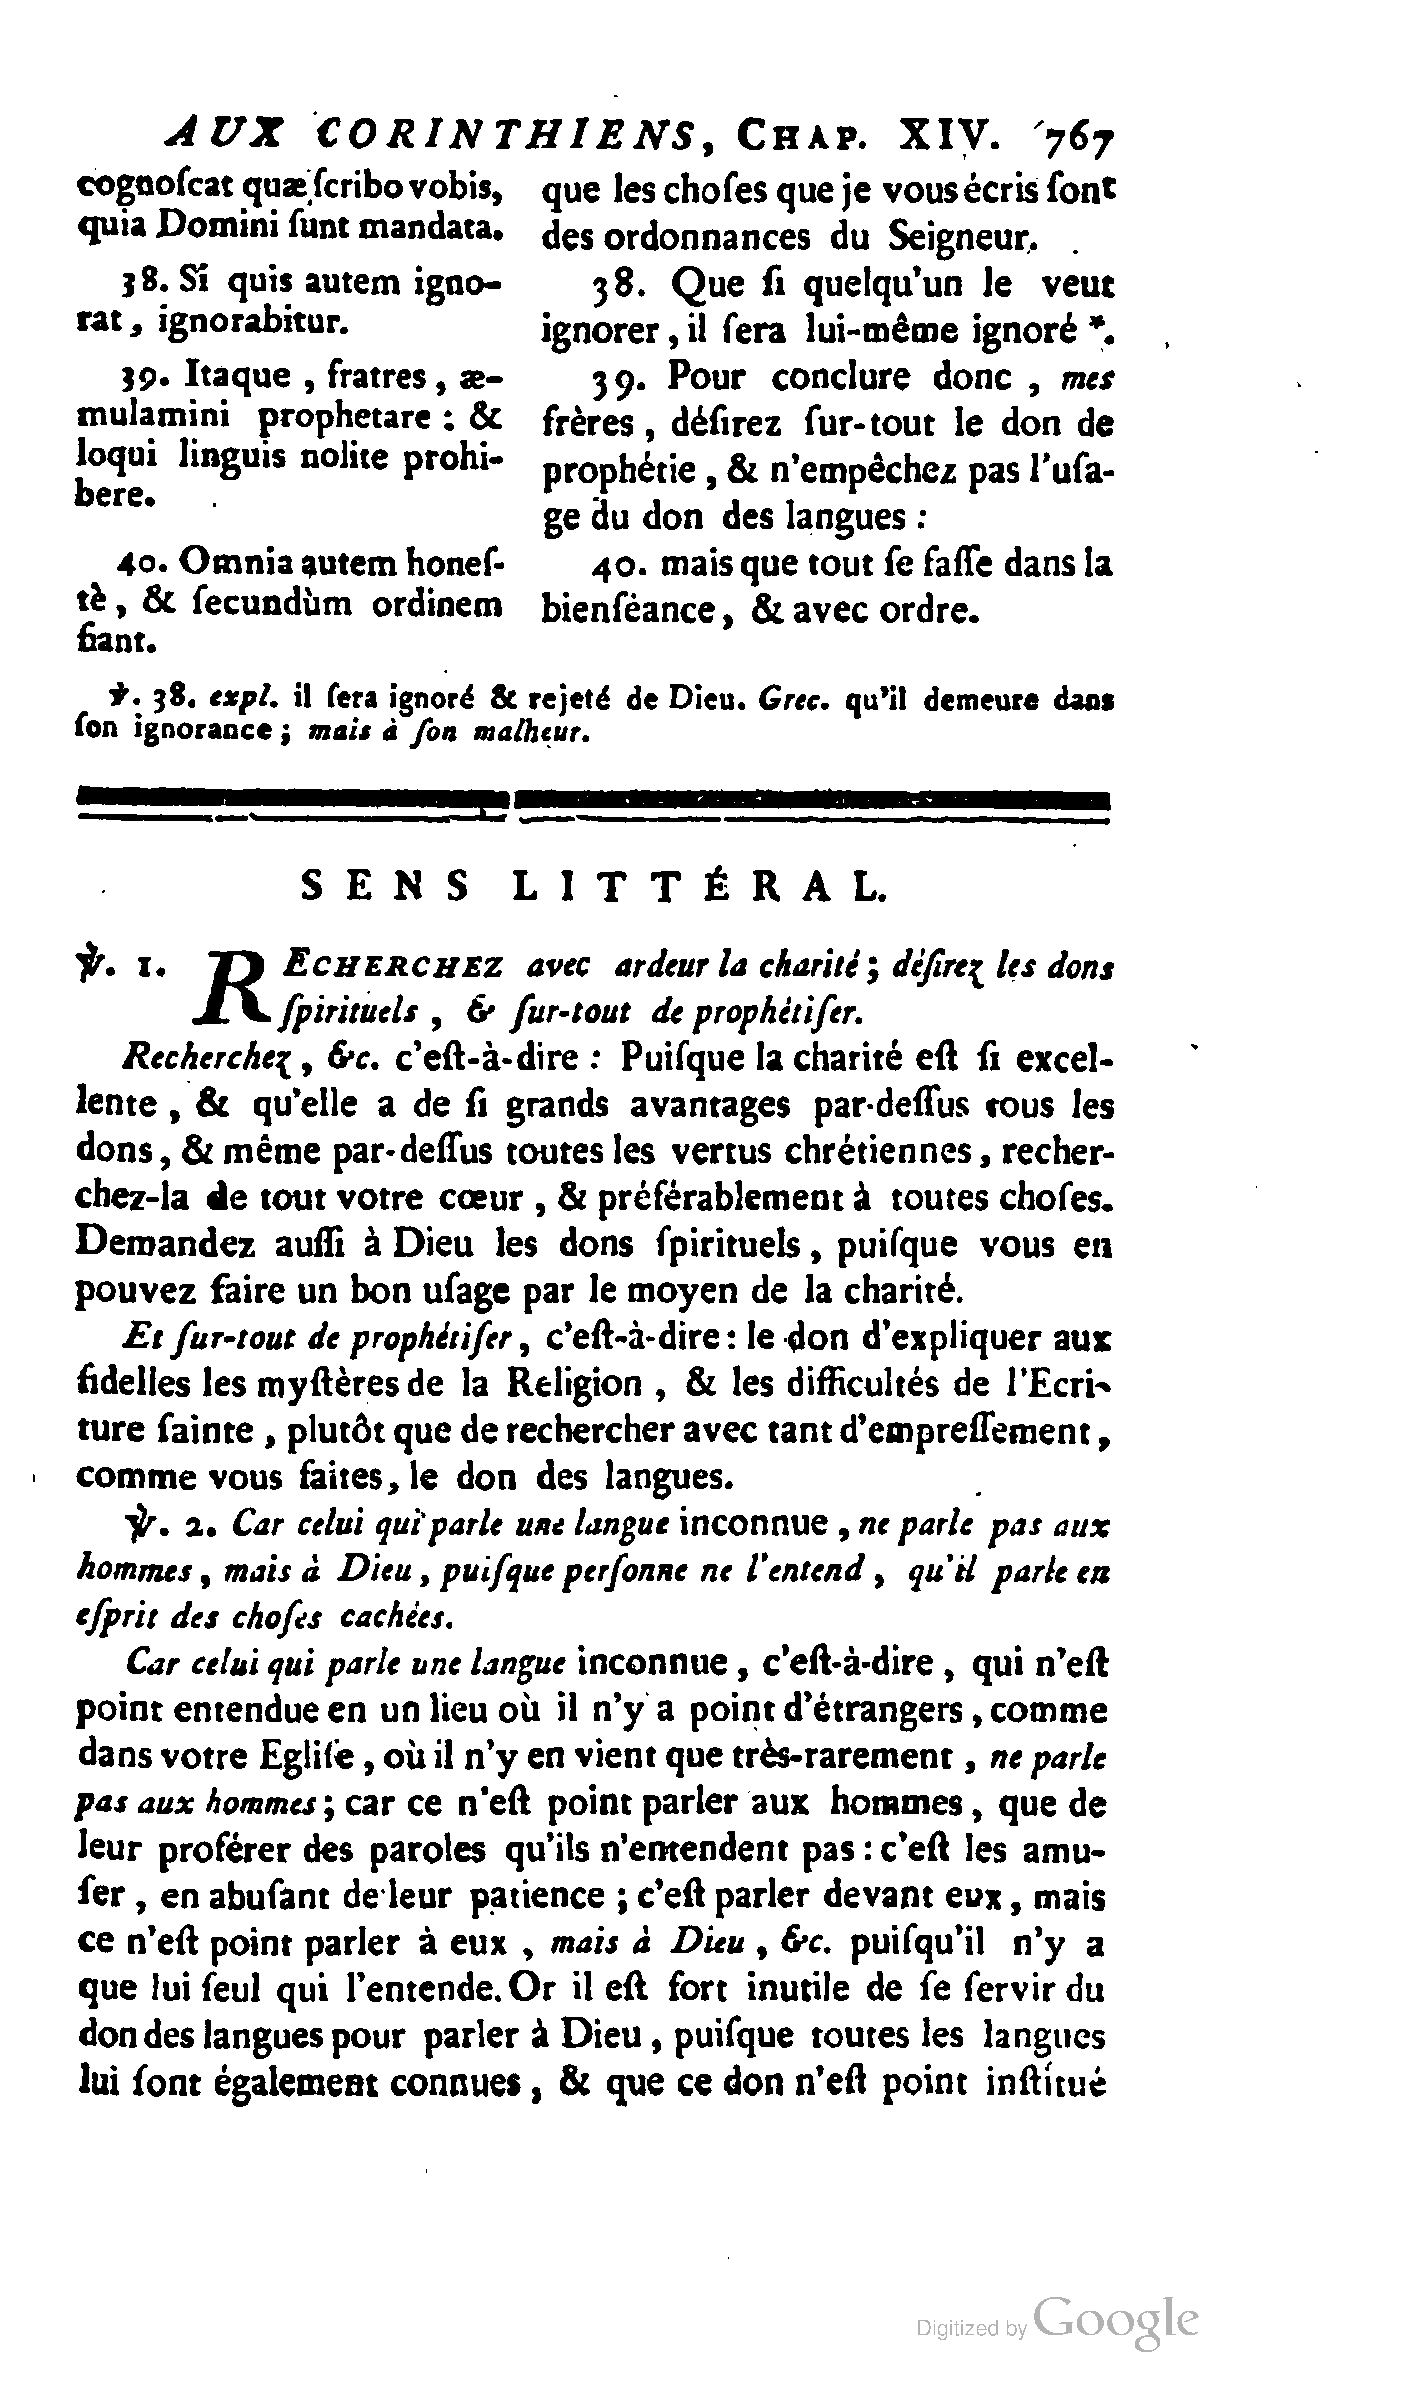 AUX CORINTHIENS, CHAP. XIV. 767
cognoſcat quæ ſcribo vobis,
quia Domini ſunt mandata.
38. Si quis autem igno-
rat, ignorabitur.
39. Itaque, fratres, æ-
mulamini prophetare : &
loqui linguis nolite prohi-
bere.
40. Omnia autem honeſ-
tè, & ſecundùm ordinem
fiant.
que les choſes que je vous écris ſont
des ordonnances du Seigneur.
38. Que ſi quelqu'un le veut
ignorer, il ſera lui-même ignoré *.
39. Pour conclure donc, mes
frères, déſirez ſur-tout le don de
prophétie, & n'empêchez pas l'uſa-
ge du don des langues :
40. mais que tout ſe faſſe dans la
bienſéance, & avec ordre.
℣. 38. expl. il ſera ignoré & rejeté de Dieu. Grec. qu'il demeure dans
ſon ignorance ; mais à ſon malheur.
SENS LITTÉRAL.
℣. 1. RECHERCHEZ avec ardeur la charité ; déſirez les dons
ſpirituels, & ſur-tout de prophétiſer.
Recherchez, &c. c'eſt-à-dire : Puiſque la charité eſt ſi excel-
lente, & qu'elle a de ſi grands avantages par-deſſus tous les
dons, & même par-deſſus toutes les vertus chrétiennes, recher-
chez-la de tout votre cœur, & préférablement à toutes choſes.
Demandez auſſi à Dieu les dons ſpirituels, puiſque vous en
pouvez faire un bon uſage par le moyen de la charité.
Et ſur-tout de prophétiſer, c'eſt-à-dire : le don d'expliquer aux
fidelles les myſtères de la Religion, & les difficultés de l'Ecri-
ture ſainte, plutôt que de rechercher avec tant d'empreſſement,
comme vous faites, le don des langues.
℣. 2. Car celui qui parle une langue inconnue, ne parle pas aux
hommes, mais à Dieu, puiſque perſonne ne l'entend, qu'il parle en
eſprit des choſes cachées.
Car celui qui parle une langue inconnue, c'eſt-à-dire, qui n'eſt
point entendue en un lieu où il n'y a point d'étrangers, comme
dans votre Egliſe, où il n'y en vient que très-rarement, ne parle
pas aux hommes ; car ce n'eſt point parler aux hommes, que de
leur proférer des paroles qu'ils n'entendent pas : c'eſt les amu-
ſer, en abuſant de leur patience ; c'eſt parler devant eux, mais
ce n'eſt point parler à eux, mais à Dieu, &c. puiſqu'il n'y a
que lui ſeul qui l'entende. Or il eſt fort inutile de ſe ſervir du
don des langues pour parler à Dieu, puiſque toutes les langues
lui ſont également connues, & que ce don n'eſt point inſtitué
Digitized by Google